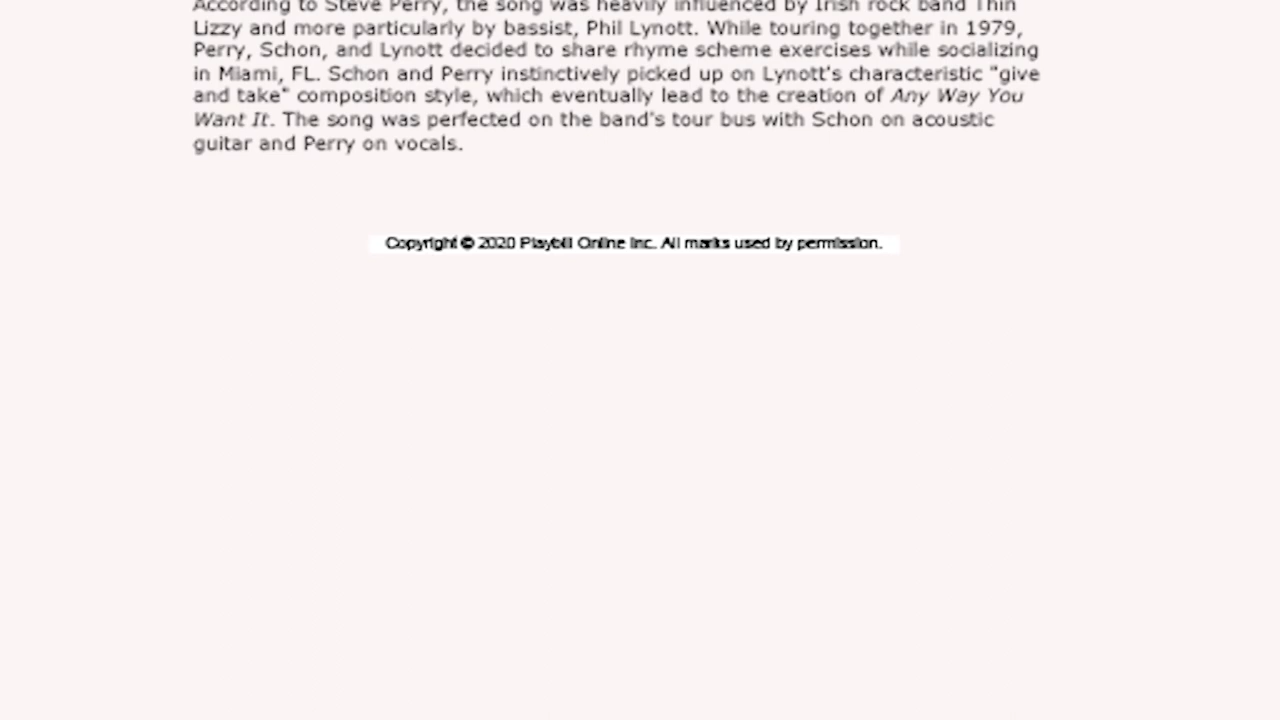 According to Steve Perry, the song was heavily influenced by Irish rock band Thin
Lizzy and more particularly by bassist, Phil Lynott. While touring together in 1979,
Perry, Schon, and Lynott decided to share rhyme scheme exercises while socializing
in Miami, FL. Schon and Perry instinctively picked up on Lynott's characteristic "give
and take" composition style, which eventually lead to the creation of Any Way You
Want It. The song was perfected on the band's tour bus with Schon on acoustic
guitar and Perry on vocals.
Copyright © 2020 Playbill Online Inc. All marks used by permission.